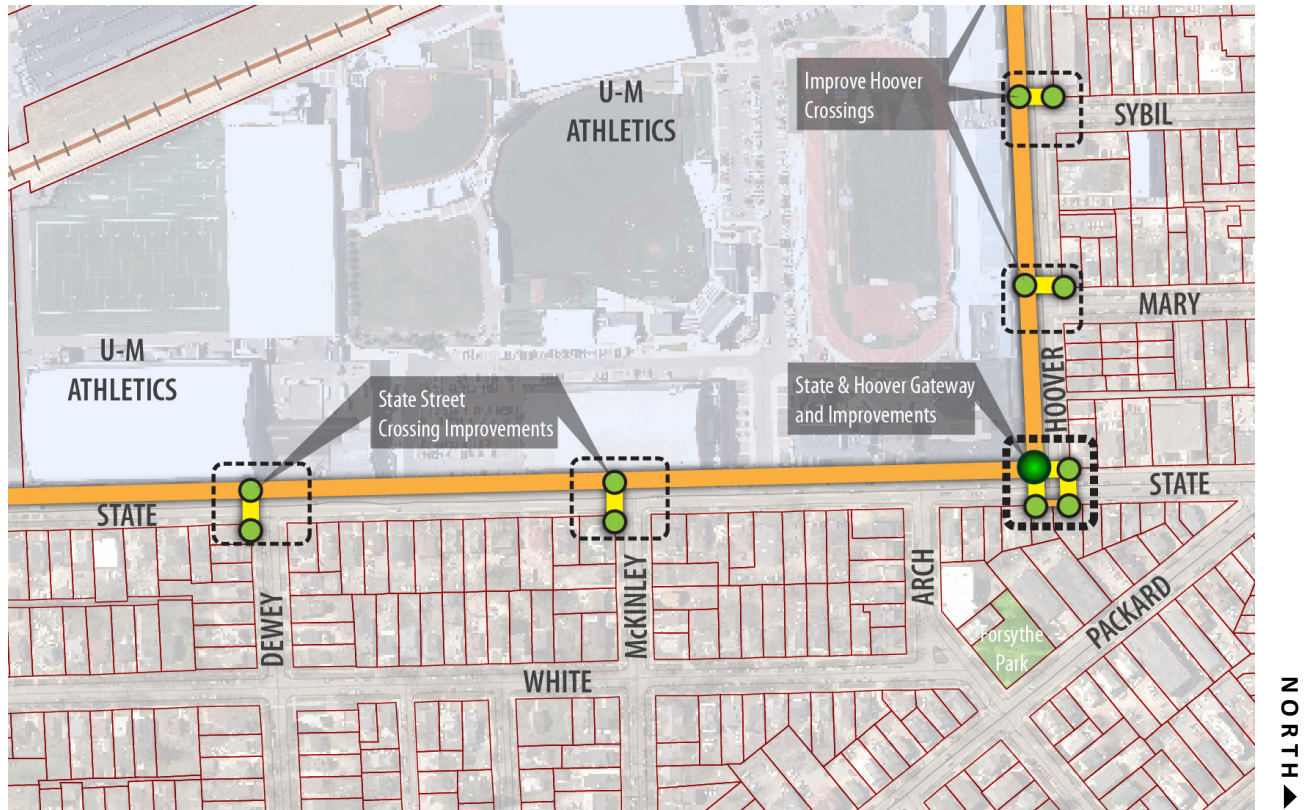 U-M
ATHLETICS
Improve Hoover
Crossings
SYBIL
MARY
U-M
ATHLETICS
State Street
Crossing Improvements
State & Hoover Gateway
and Improvements
HOOVER
STATE
STATE
DEWEY
McKINLEY
ARCH
PACKARD
Forsythe
Park
WHITE
NORTH